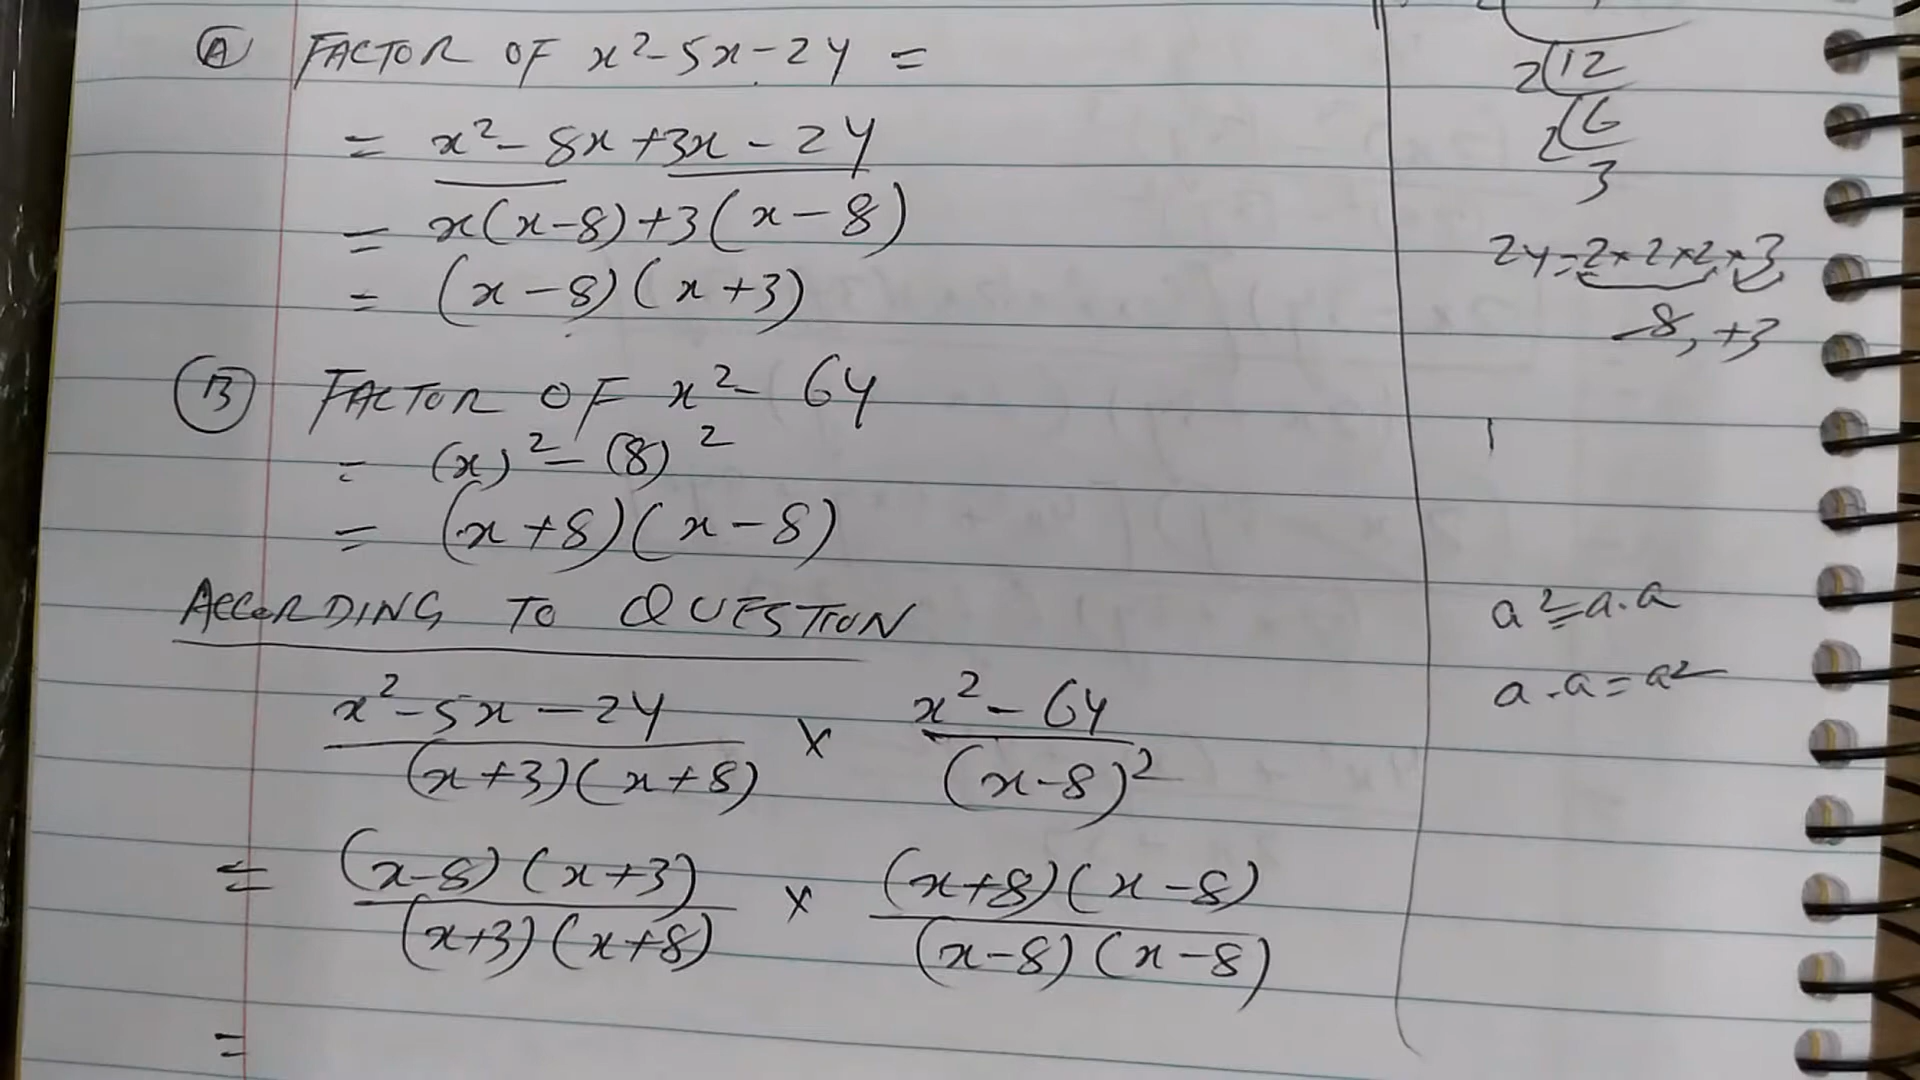 Ⓐ FACTOR OF x²-5x-24 =
= x² - 8x +3x - 24
= x(x-8)+3(x-8)
= (x-8)(x+3)
Ⓑ FACTOR OF x² - 64
= (x)² - (8)²
= (x+8)(x-8)
ACCORDING TO QUESTION
x²-5x-24 / (x+3)(x+8) × x²-64 / (x-8)²
= (x-8)(x+3) / (x+3)(x+8) × (x+8)(x-8) / (x-8)(x-8)
=
2 12
2 6
3
24=2×2×2×3
-8, +3
a²=a.a
a.a=a²